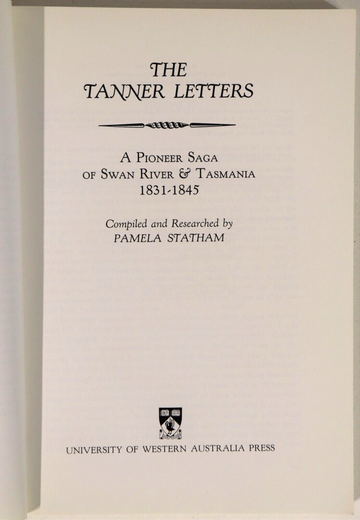 THE
TANNER LETTERS
A PIONEER SAGA
OF SWAN RIVER & TASMANIA
1831-1845
Compiled and Researched by
PAMELA STATHAM
UNIVERSITY OF WESTERN AUSTRALIA PRESS